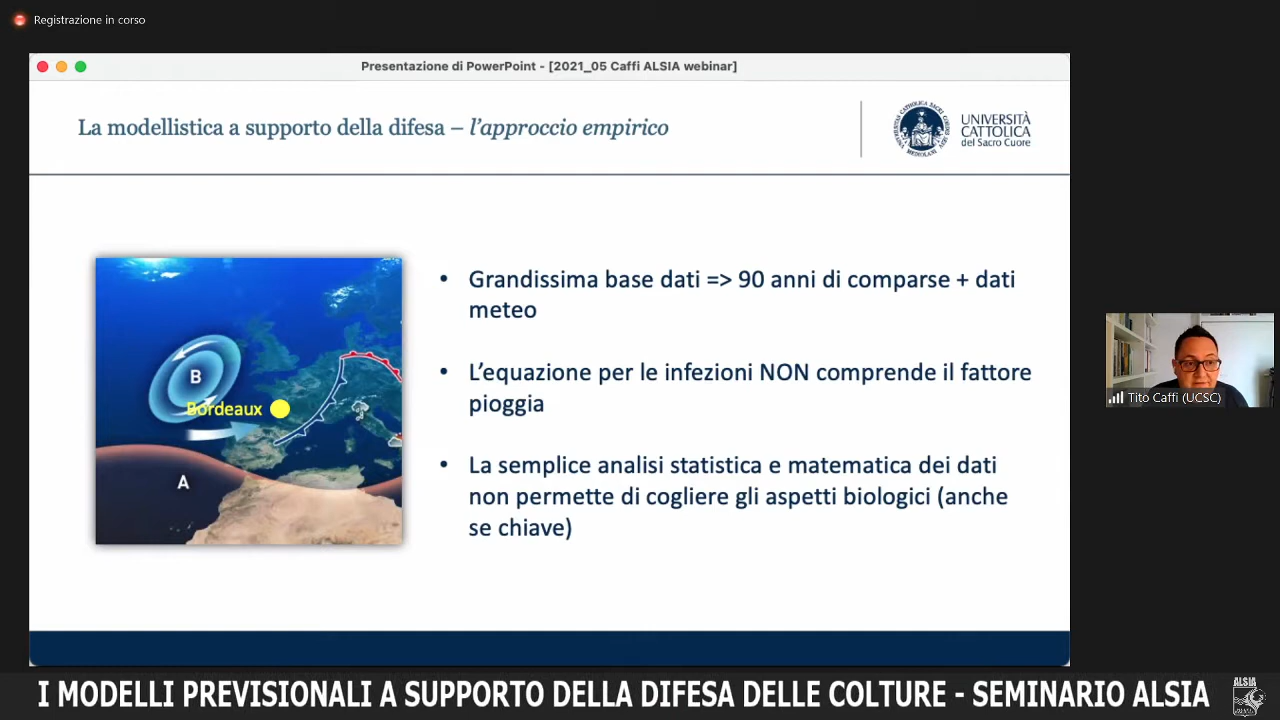 Registrazione in corso
Presentazione di PowerPoint - [2021_05 Caffi ALSIA webinar]
La modellistica a supporto della difesa – l'approccio empirico
UNIVERSITÀ
CATTOLICA
del Sacro Cuore
B
Bordeaux
A
• Grandissima base dati => 90 anni di comparse + dati
meteo
• L'equazione per le infezioni NON comprende il fattore
pioggia
• La semplice analisi statistica e matematica dei dati
non permette di cogliere gli aspetti biologici (anche
se chiave)
Tito Caffi (UCSC)
I MODELLI PREVISIONALI A SUPPORTO DELLA DIFESA DELLE COLTURE - SEMINARIO ALSIA
ALSIA